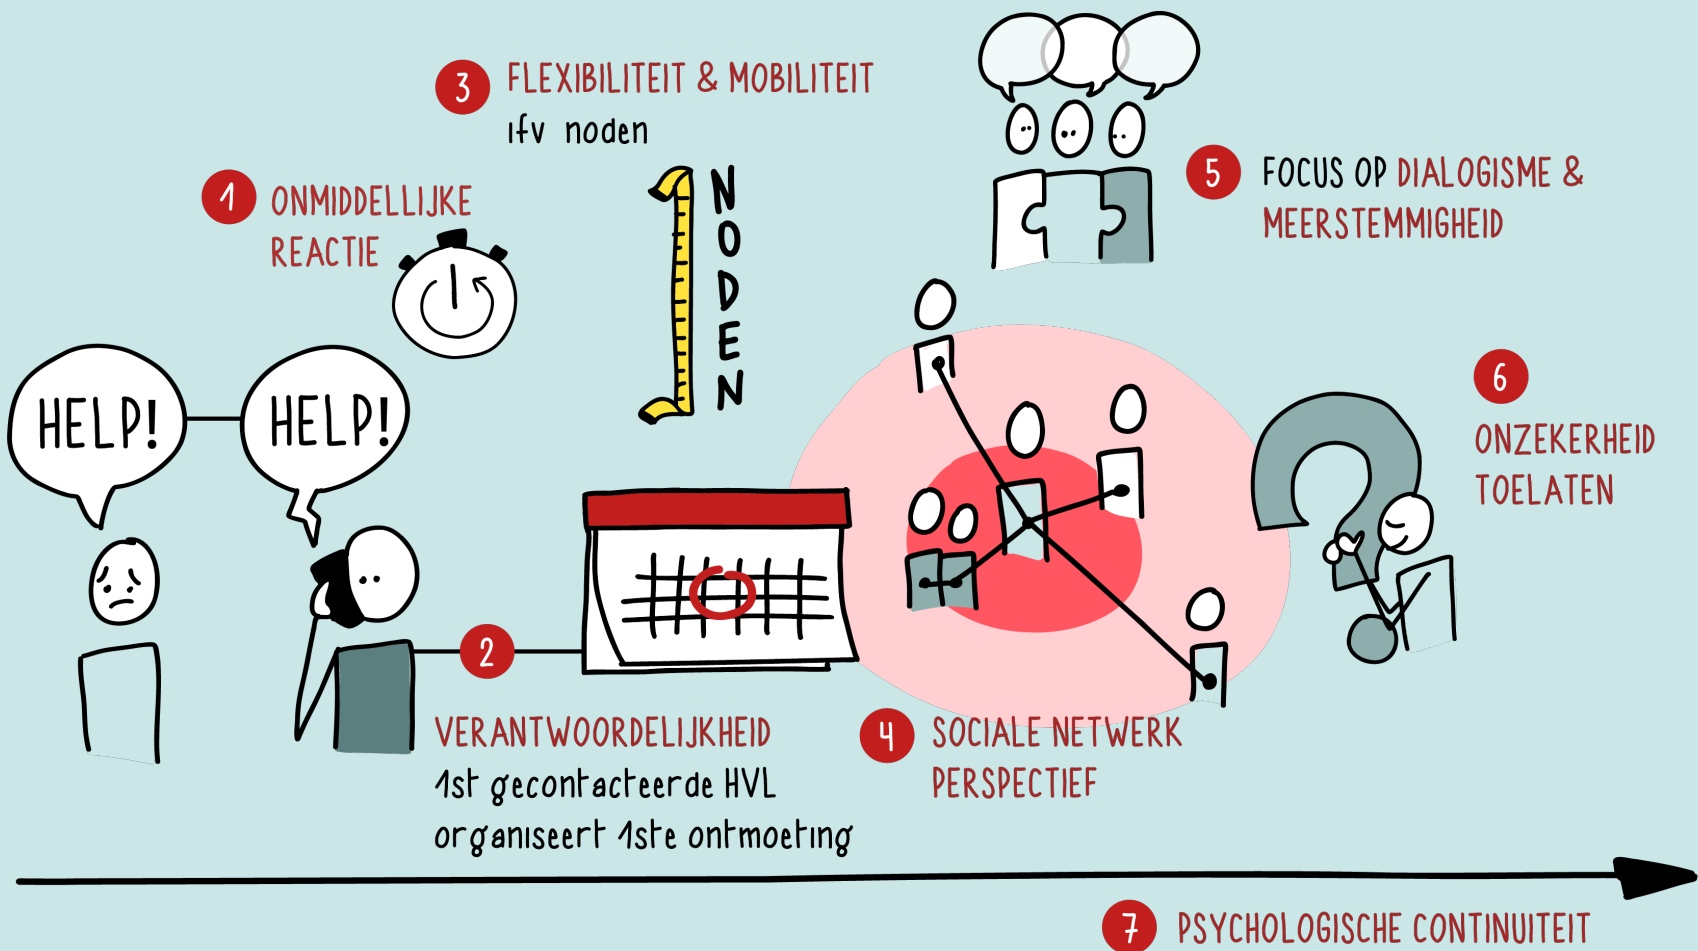 1
ONMIDDELLIJKE
REACTIE
HELP!
HELP!
2
VERANTWOORDELIJKHEID
1st gecontacteerde HVL
organiseert 1ste ontmoeting
3
FLEXIBILITEIT & MOBILITEIT
ifv noden
NODEN
4
SOCIALE NETWERK
PERSPECTIEF
5
FOCUS OP DIALOGISME &
MEERSTEMMIGHEID
6
ONZEKERHEID
TOELATEN
7
PSYCHOLOGISCHE CONTINUITEIT